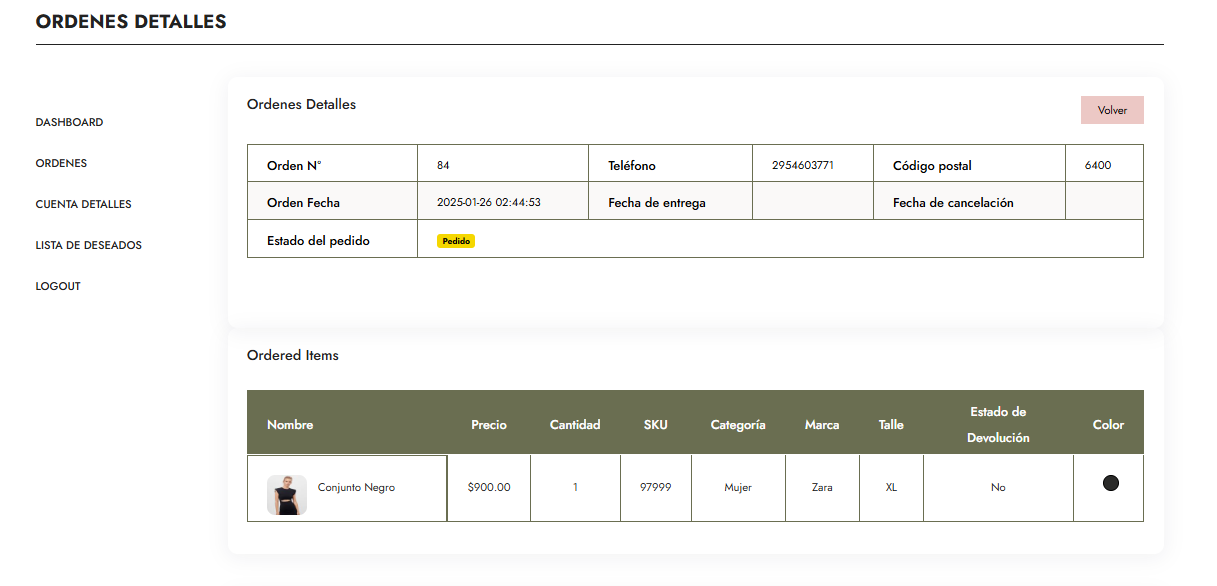 ORDENES DETALLES
DASHBOARD
ORDENES
CUENTA DETALLES
LISTA DE DESEADOS
LOGOUT
Ordenes Detalles
Volver
Orden N° 84 Teléfono 2954603771 Código postal 6400
Orden Fecha 2025-01-26 02:44:53 Fecha de entrega Fecha de cancelación
Estado del pedido Pedido
Ordered Items
Nombre Precio Cantidad SKU Categoría Marca Talle Estado de Devolución Color
Conjunto Negro $900.00 1 97999 Mujer Zara XL No